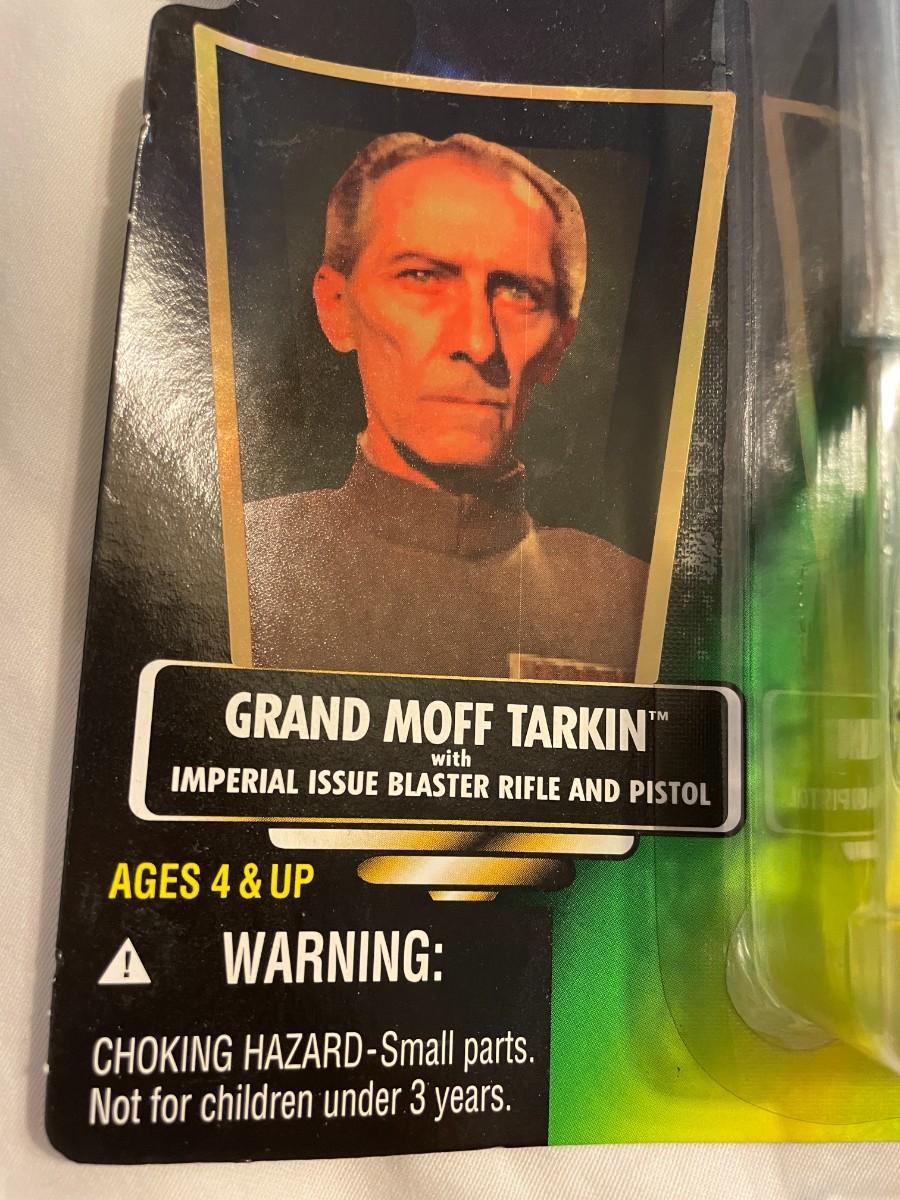 GRAND MOFF TARKIN™
with
IMPERIAL ISSUE BLASTER RIFLE AND PISTOL
AGES 4 & UP
WARNING:
CHOKING HAZARD-Small parts.
Not for children under 3 years.